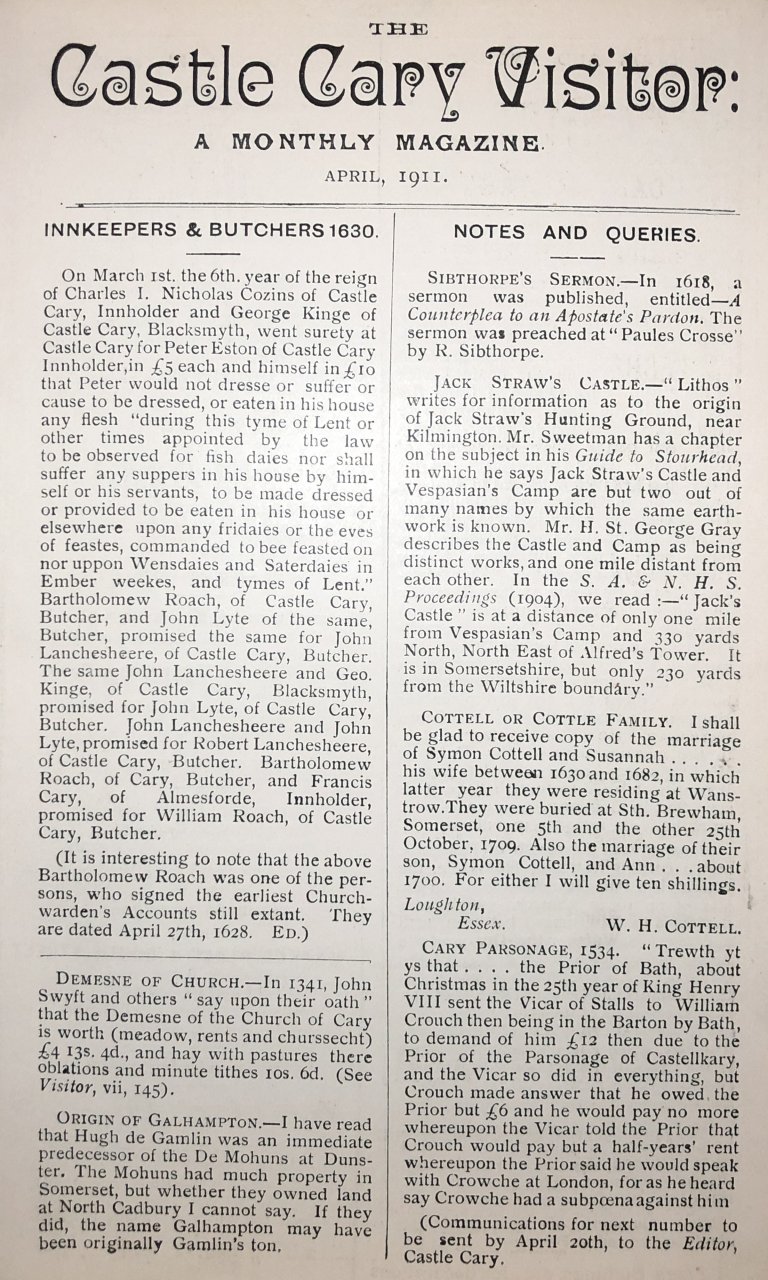 THE
Castle Cary Visitor:
A MONTHLY MAGAZINE.
APRIL, 1911.
INNKEEPERS & BUTCHERS 1630.
On March 1st. the 6th. year of the reign
of Charles I. Nicholas Cozins of Castle
Cary, Innholder and George Kinge of
Castle Cary, Blacksmyth, went surety at
Castle Cary for Peter Eston of Castle Cary
Innholder,in £5 each and himself in £10
that Peter would not dresse or suffer or
cause to be dressed, or eaten in his house
any flesh "during this tyme of Lent or
other times appointed by the law
to be observed for fish daies nor shall
suffer any suppers in his house by him-
self or his servants, to be made dressed
or provided to be eaten in his house or
elsewhere upon any fridaies or the eves
of feastes, commanded to bee feasted on
nor uppon Wensdaies and Saterdaies in
Ember weekes, and tymes of Lent."
Bartholomew Roach, of Castle Cary,
Butcher, and John Lyte of the same,
Butcher, promised the same for John
Lanchesheere, of Castle Cary, Butcher.
The same John Lanchesheere and Geo.
Kinge, of Castle Cary, Blacksmyth,
promised for John Lyte, of Castle Cary,
Butcher. John Lanchesheere and John
Lyte, promised for Robert Lanchesheere,
of Castle Cary, Butcher. Bartholomew
Roach, of Cary, Butcher, and Francis
Cary, of Almesforde, Innholder,
promised for William Roach, of Castle
Cary, Butcher.
(It is interesting to note that the above
Bartholomew Roach was one of the per-
sons, who signed the earliest Church-
warden's Accounts still extant. They
are dated April 27th, 1628. ED.)
DEMESNE OF CHURCH.—In 1341, John
Swyft and others "say upon their oath"
that the Demesne of the Church of Cary
is worth (meadow, rents and churssecht)
£4 13s. 4d., and hay with pastures there
oblations and minute tithes 10s. 6d. (See
Visitor, vii, 145).
ORIGIN OF GALHAMPTON.—I have read
that Hugh de Gamlin was an immediate
predecessor of the De Mohuns at Duns-
ter. The Mohuns had much property in
Somerset, but whether they owned land
at North Cadbury I cannot say. If they
did, the name Galhampton may have
been originally Gamlin's ton.
NOTES AND QUERIES.
SIBTHORPE'S SERMON.—In 1618, a
sermon was published, entitled—A
Counterplea to an Apostate's Pardon. The
sermon was preached at "Paules Crosse"
by R. Sibthorpe.
JACK STRAW'S CASTLE.—"Lithos"
writes for information as to the origin
of Jack Straw's Hunting Ground, near
Kilmington. Mr. Sweetman has a chapter
on the subject in his Guide to Stourhead,
in which he says Jack Straw's Castle and
Vespasian's Camp are but two out of
many names by which the same earth-
work is known. Mr. H. St. George Gray
describes the Castle and Camp as being
distinct works, and one mile distant from
each other. In the S. A. & N. H. S.
Proceedings (1904), we read :—"Jack's
Castle" is at a distance of only one mile
from Vespasian's Camp and 330 yards
North, North East of Alfred's Tower. It
is in Somersetshire, but only 230 yards
from the Wiltshire boundary."
COTTELL OR COTTLE FAMILY. I shall
be glad to receive copy of the marriage
of Symon Cottell and Susannah . . . . . .
his wife between 1630 and 1682, in which
latter year they were residing at Wans-
trow.They were buried at Sth. Brewham,
Somerset, one 5th and the other 25th
October, 1709. Also the marriage of their
son, Symon Cottell, and Ann . . . about
1700. For either I will give ten shillings.
Loughton,
Essex. W. H. COTTELL.
CARY PARSONAGE, 1534. "Trewth yt
ys that . . . . the Prior of Bath, about
Christmas in the 25th year of King Henry
VIII sent the Vicar of Stalls to William
Crouch then being in the Barton by Bath,
to demand of him £12 then due to the
Prior of the Parsonage of Castellkary,
and the Vicar so did in everything, but
Crouch made answer that he owed the
Prior but £6 and he would pay no more
whereupon the Vicar told the Prior that
Crouch would pay but a half-years' rent
whereupon the Prior said he would speak
with Crowche at London, for as he heard
say Crowche had a subpœna against him
(Communications for next number to
be sent by April 20th, to the Editor,
Castle Cary.